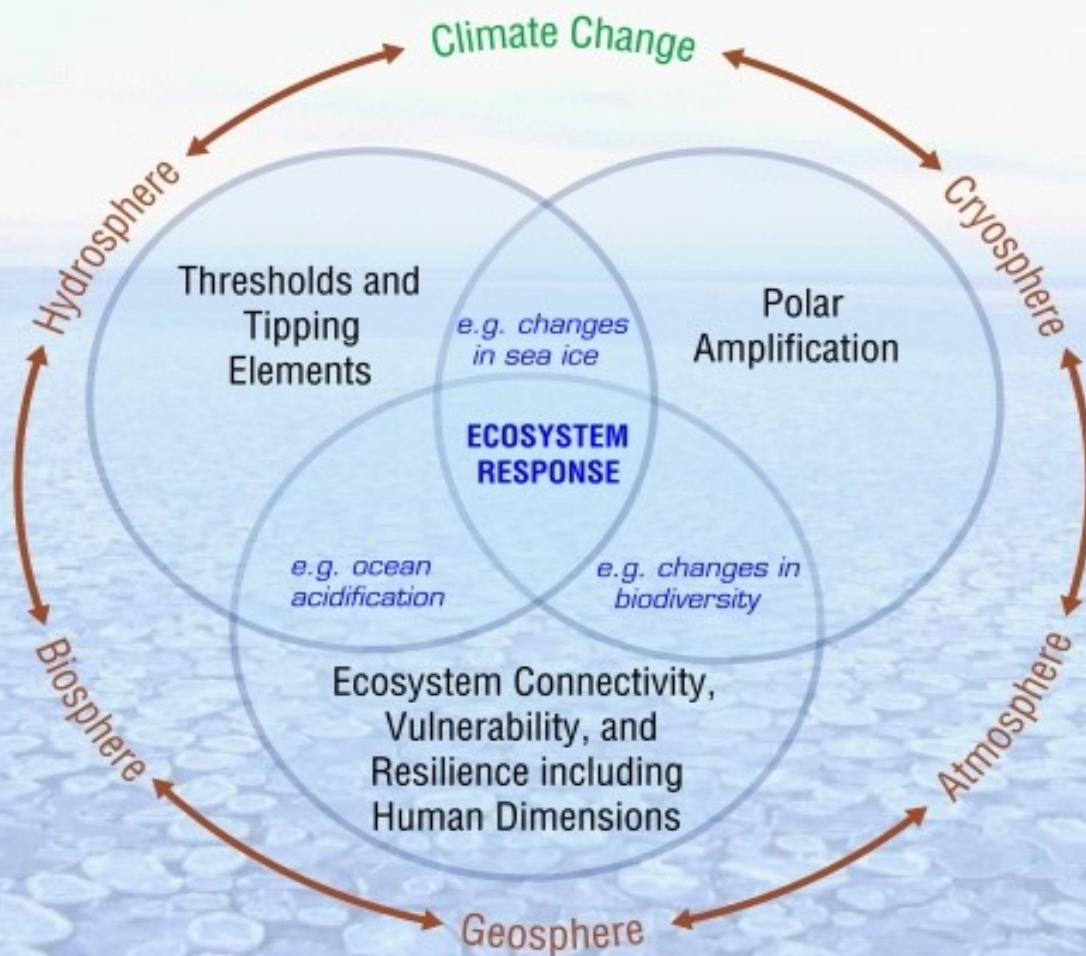 Climate Change
Hydrosphere
Cryosphere
Thresholds and
Tipping
Elements
e.g. changes
in sea ice
Polar
Amplification
ECOSYSTEM
RESPONSE
e.g. ocean
acidification
e.g. changes in
biodiversity
Biosphere
Atmosphere
Ecosystem Connectivity,
Vulnerability, and
Resilience including
Human Dimensions
Geosphere